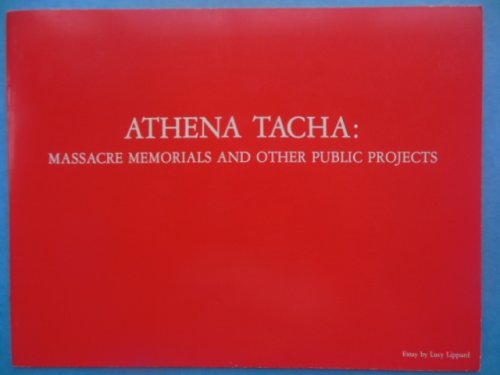 ATHENA TACHA:
MASSACRE MEMORIALS AND OTHER PUBLIC PROJECTS
Essay by Lucy Lippard